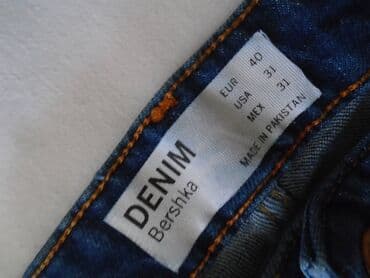 DENIM
Bershka
EUR 40
USA 31
MEX 31
MADE IN PAKISTAN